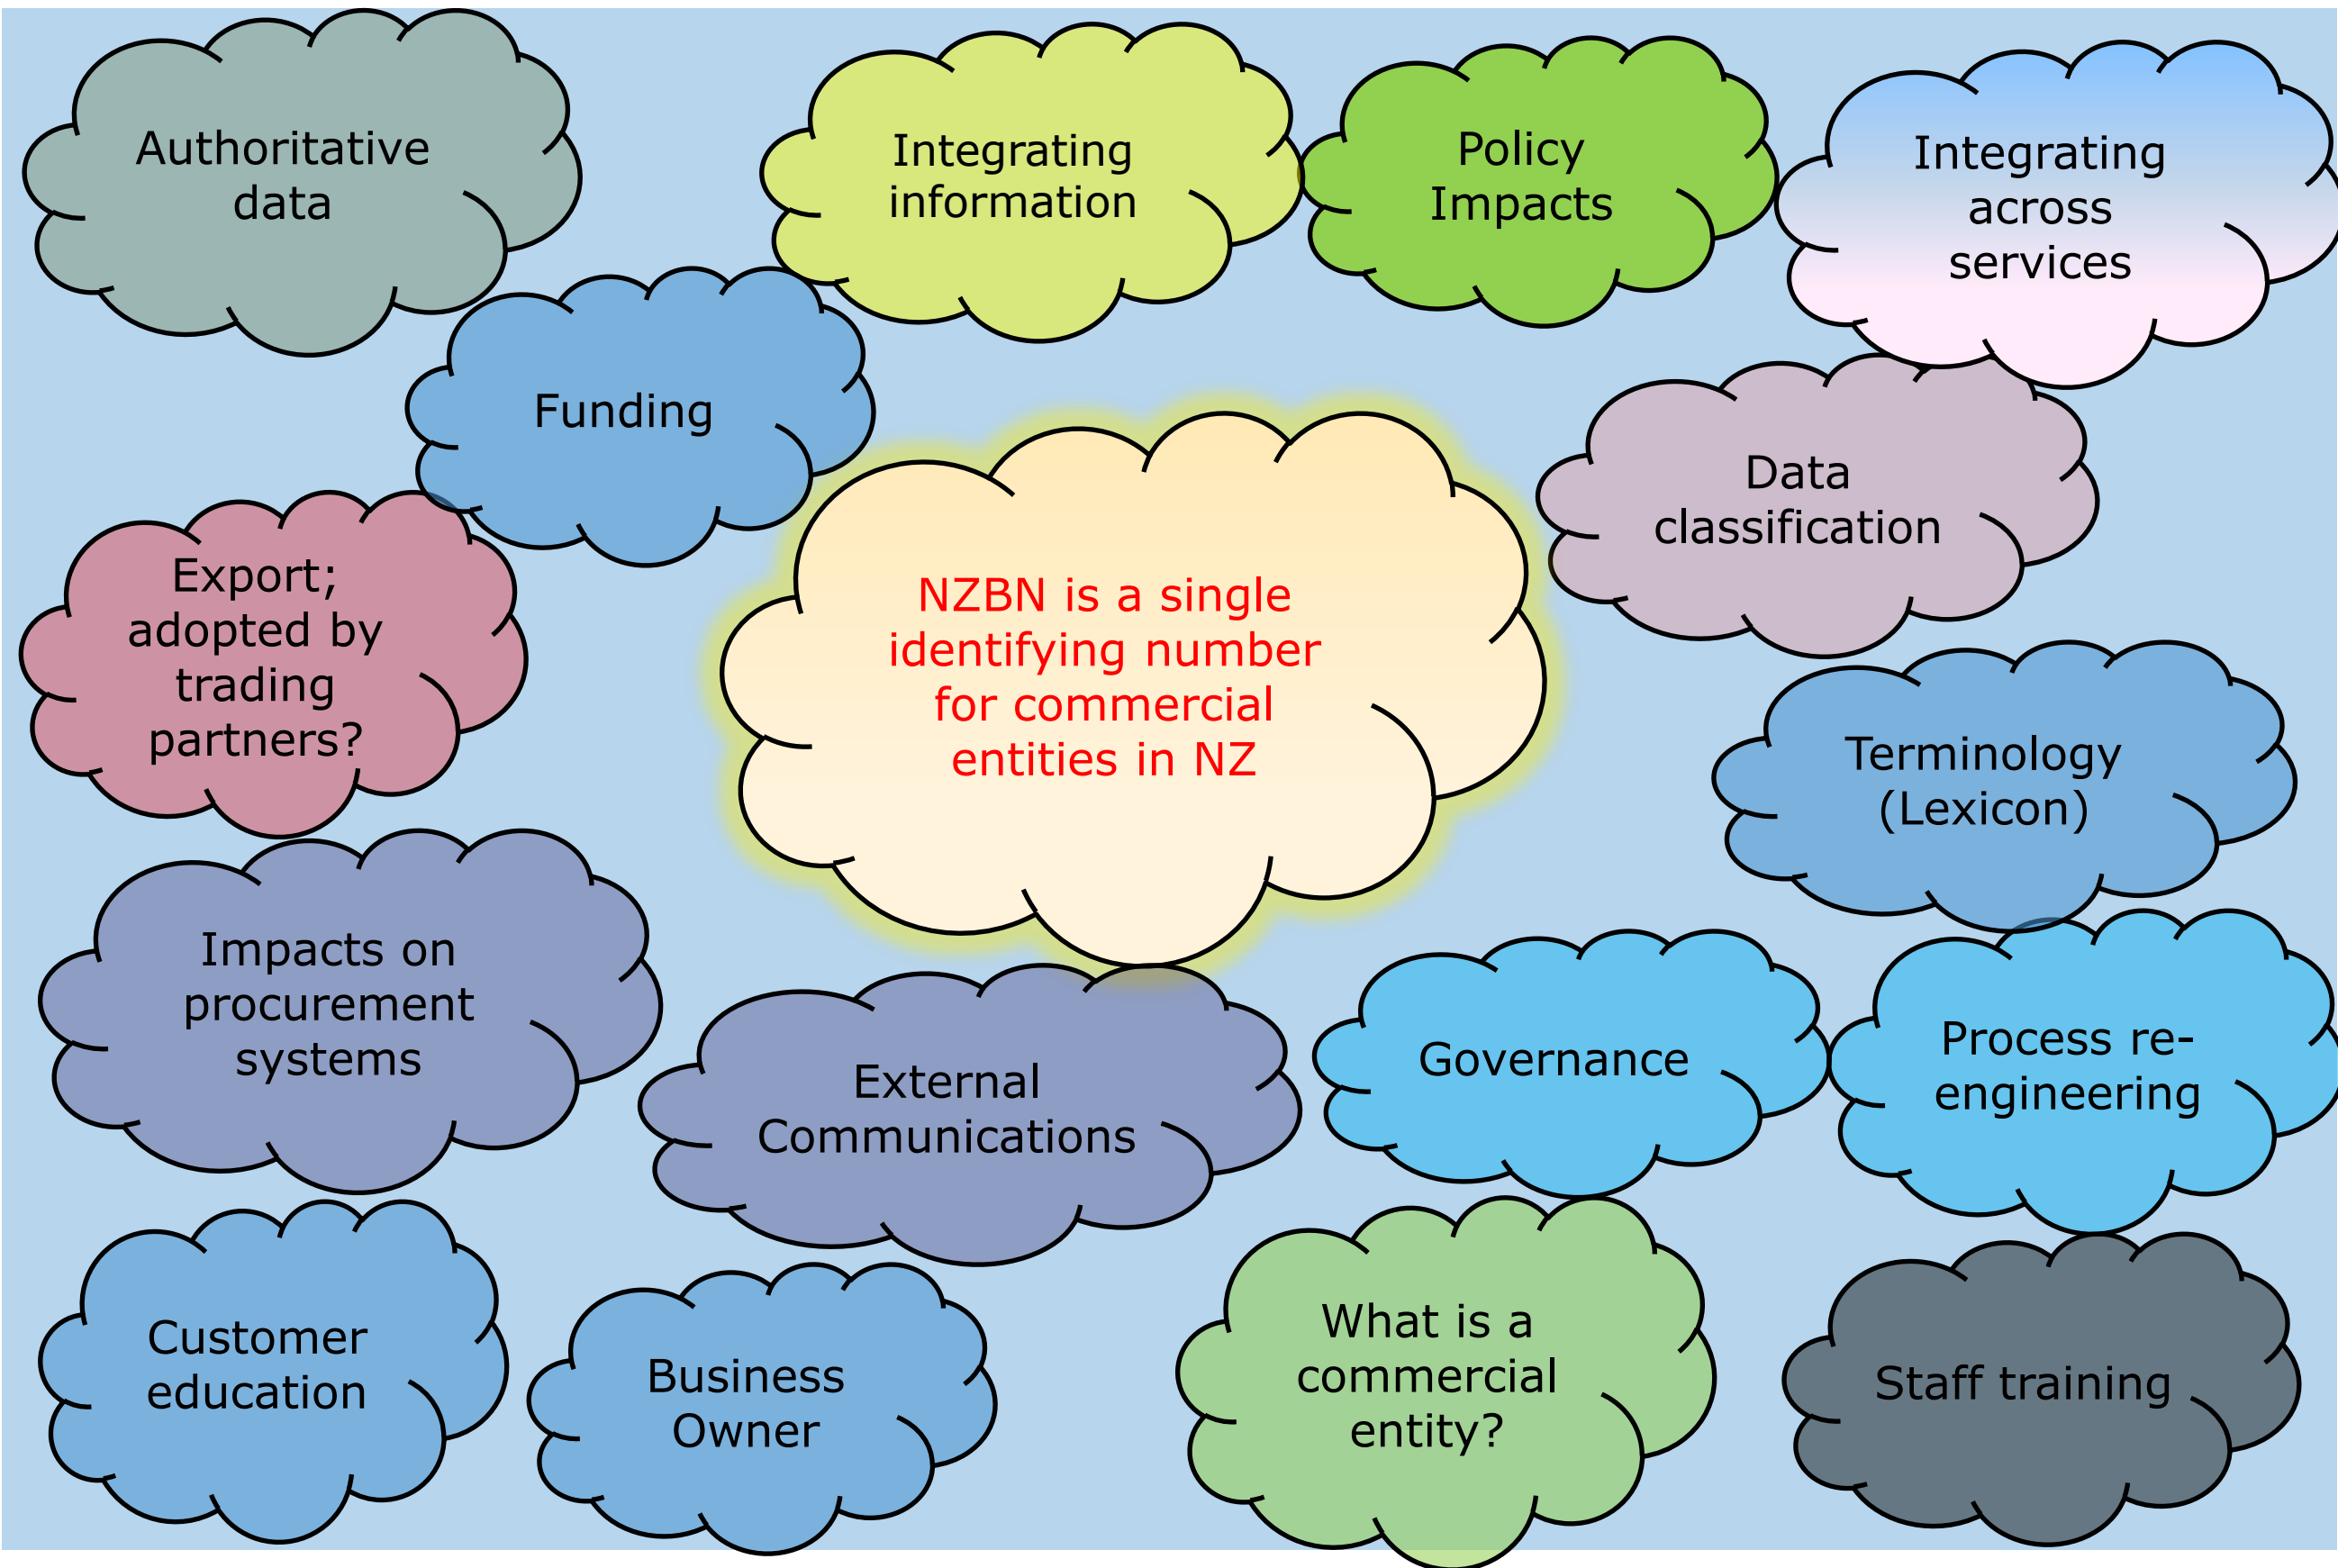 Authoritative
data
Integrating
information
Policy
Impacts
Integrating
across
services
Funding
Data
classification
Export;
adopted by
trading
partners?
NZBN is a single
identifying number
for commercial
entities in NZ
Terminology
(Lexicon)
Impacts on
procurement
systems
External
Communications
Governance
Process re-
engineering
Customer
education
Business
Owner
What is a
commercial
entity?
Staff training